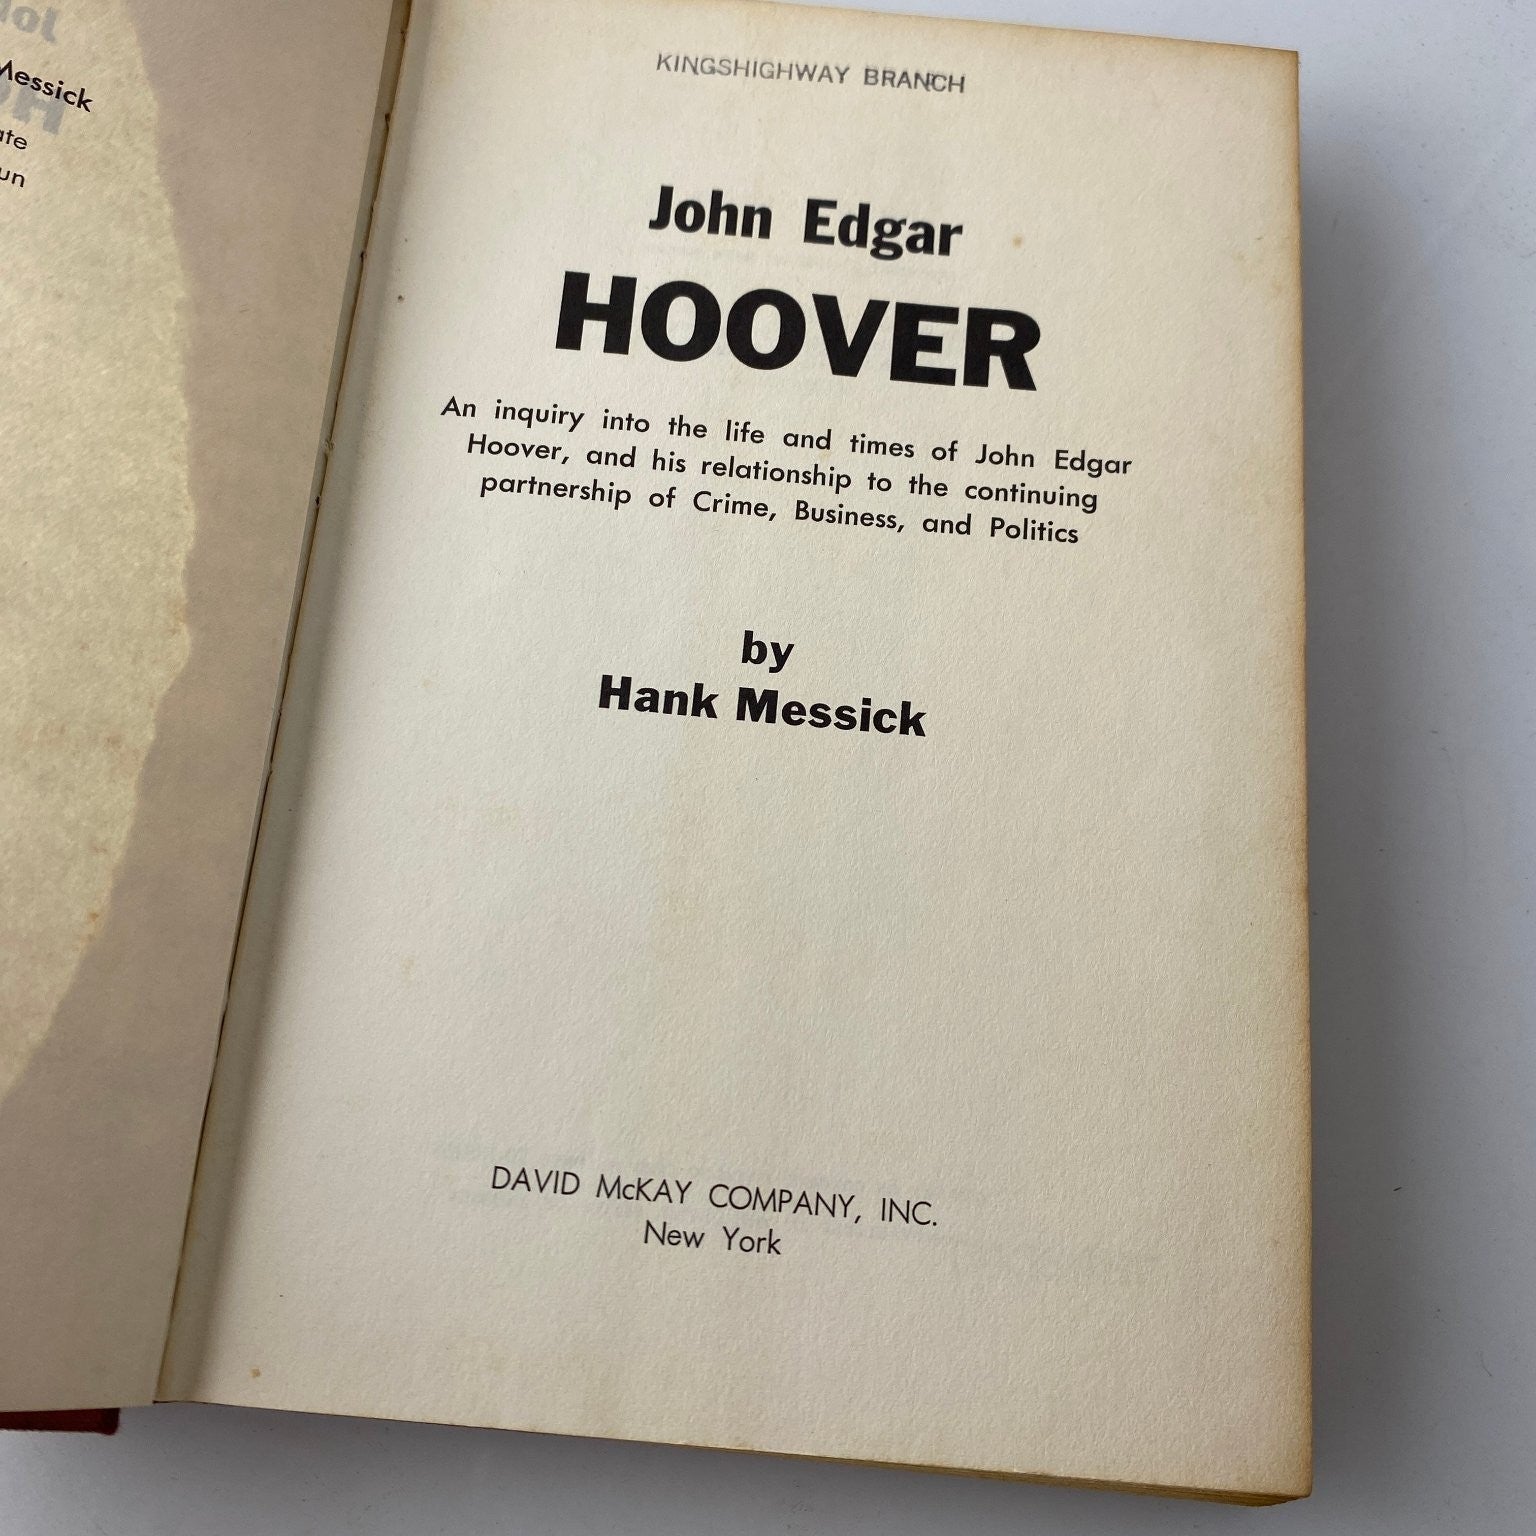 Messick
KINGSHIGHWAY BRANCH
John Edgar
HOOVER
An inquiry into the life and times of John Edgar
Hoover, and his relationship to the continuing
partnership of Crime, Business, and Politics
by
Hank Messick
DAVID McKAY COMPANY, INC.
New York